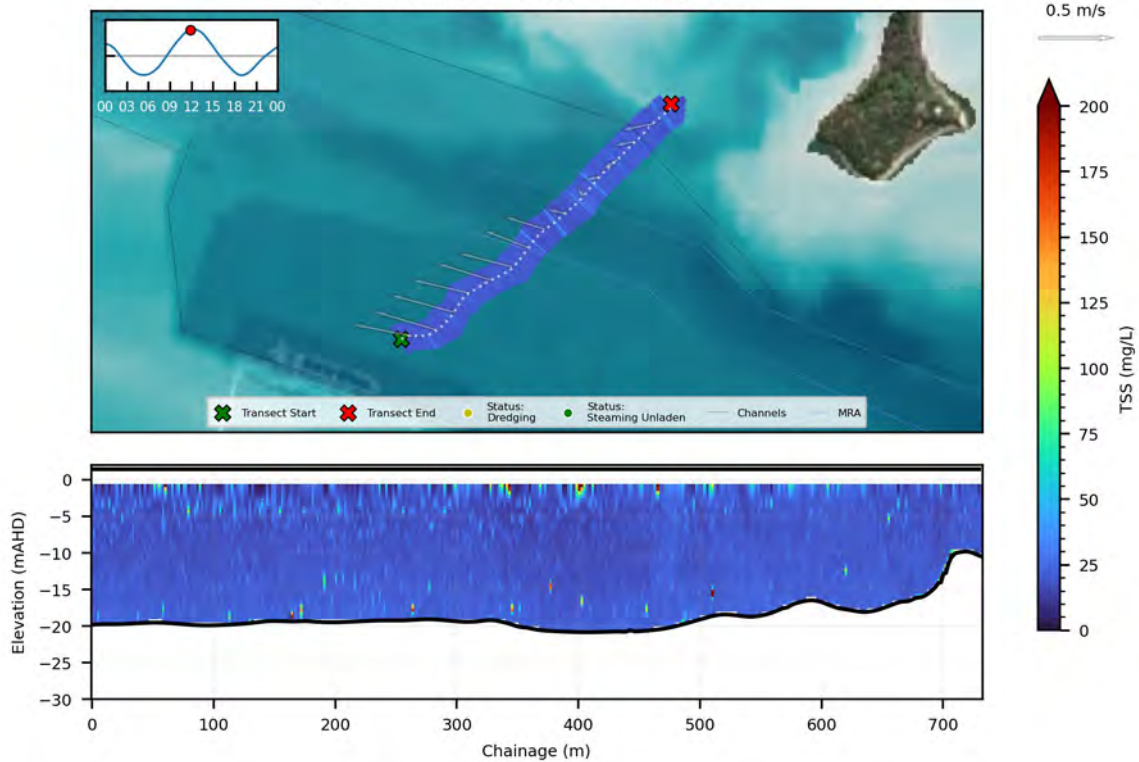 0.5 m/s
00 03 06 09 12 15 18 21 00
Transect Start
Transect End
Status:
Dredging
Status:
Steaming Unladen
Channels
MRA
200
175
150
125
100
75
50
25
0
TSS (mg/L)
0
−5
−10
−15
−20
−25
−30
Elevation (mAHD)
0 100 200 300 400 500 600 700
Chainage (m)